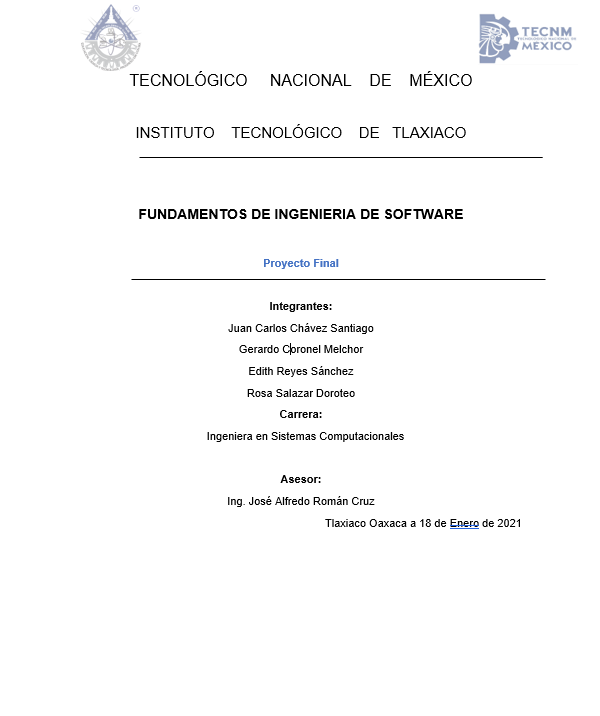 TECNM
TECNOLÓGICO NACIONAL DE
MÉXICO
TECNOLÓGICO NACIONAL DE MÉXICO
INSTITUTO TECNOLÓGICO DE TLAXIACO
FUNDAMENTOS DE INGENIERIA DE SOFTWARE
Proyecto Final
Integrantes:
Juan Carlos Chávez Santiago
Gerardo Coronel Melchor
Edith Reyes Sánchez
Rosa Salazar Doroteo
Carrera:
Ingeniera en Sistemas Computacionales
Asesor:
Ing. José Alfredo Román Cruz
Tlaxiaco Oaxaca a 18 de Enero de 2021